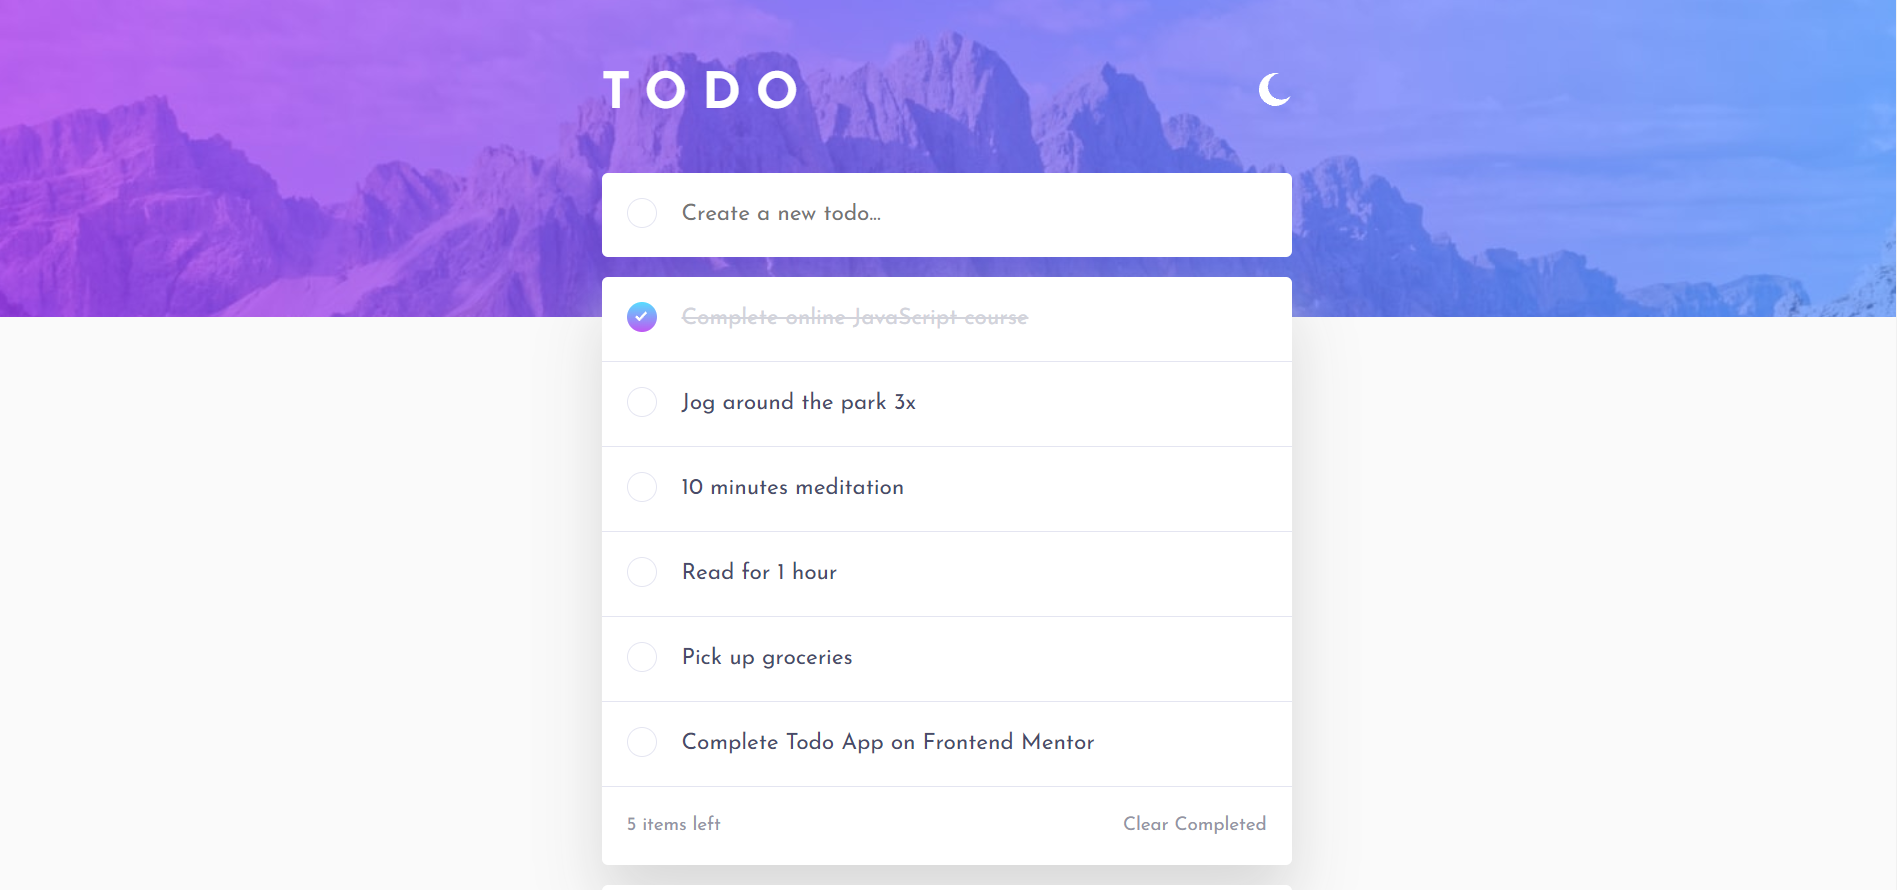 TODO
Create a new todo...
Complete online JavaScript course
Jog around the park 3x
10 minutes meditation
Read for 1 hour
Pick up groceries
Complete Todo App on Frontend Mentor
5 items left
Clear Completed